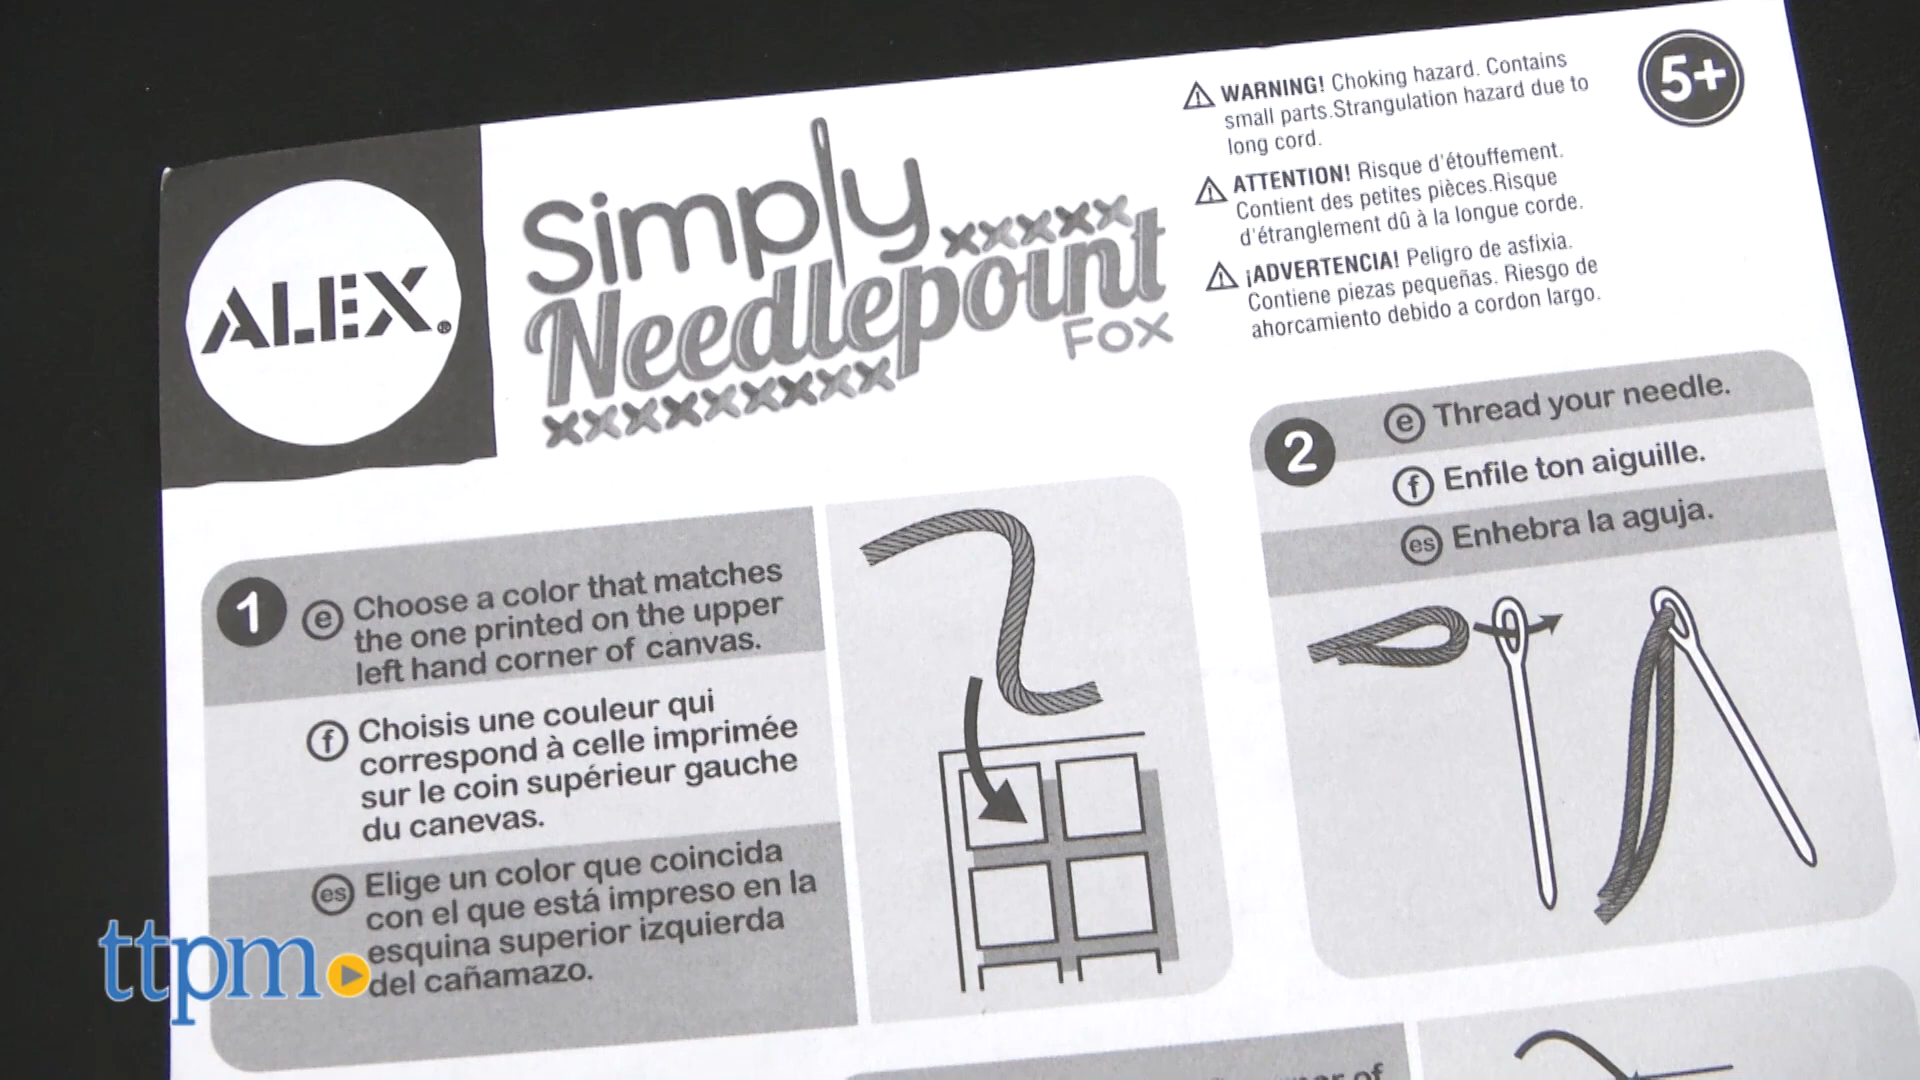 ALEX®
Simply
Needlepoint
Fox
WARNING! Choking hazard. Contains
small parts.Strangulation hazard due to
long cord.
ATTENTION! Risque d'étouffement.
Contient des petites pièces.Risque
d'étranglement dû à la longue corde.
¡ADVERTENCIA! Peligro de asfixia.
Contiene piezas pequeñas. Riesgo de
ahorcamiento debido a cordon largo.
5+
1
e Choose a color that matches
the one printed on the upper
left hand corner of canvas.
f Choisis une couleur qui
correspond à celle imprimée
sur le coin supérieur gauche
du canevas.
es Elige un color que coincida
con el que está impreso en la
esquina superior izquierda
del cañamazo.
2
e Thread your needle.
f Enfile ton aiguille.
es Enhebra la aguja.
of
ttpm